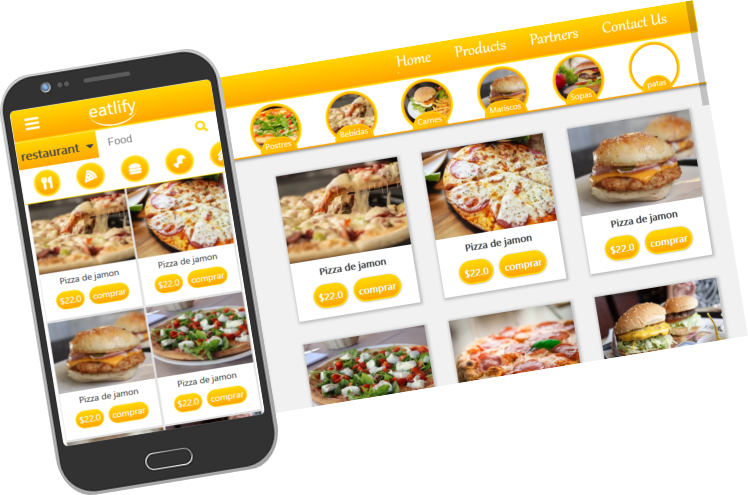 eatlify
restaurant
Food
Pizza de jamon
$22.0 comprar
Pizza de jamon
$22.0 comprar
Pizza de jamon
$22.0 comprar
Pizza de jamon
$22.0 comprar
Home Products Partners Contact Us
Postres Bebidas Carnes Mariscos Sopas patas
Pizza de jamon
$22.0 comprar
Pizza de jamon
$22.0 comprar
Pizza de jamon
$22.0 comprar